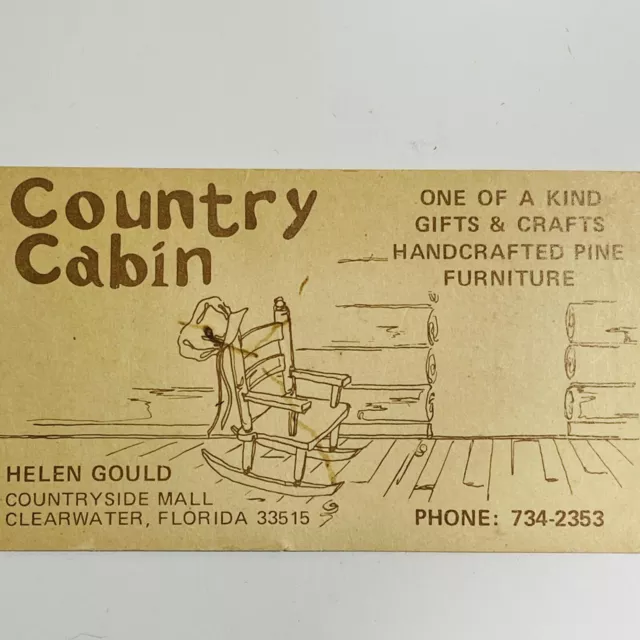 Country
Cabin
ONE OF A KIND
GIFTS & CRAFTS
HANDCRAFTED PINE
FURNITURE
HELEN GOULD
COUNTRYSIDE MALL
CLEARWATER, FLORIDA 33515
PHONE: 734-2353